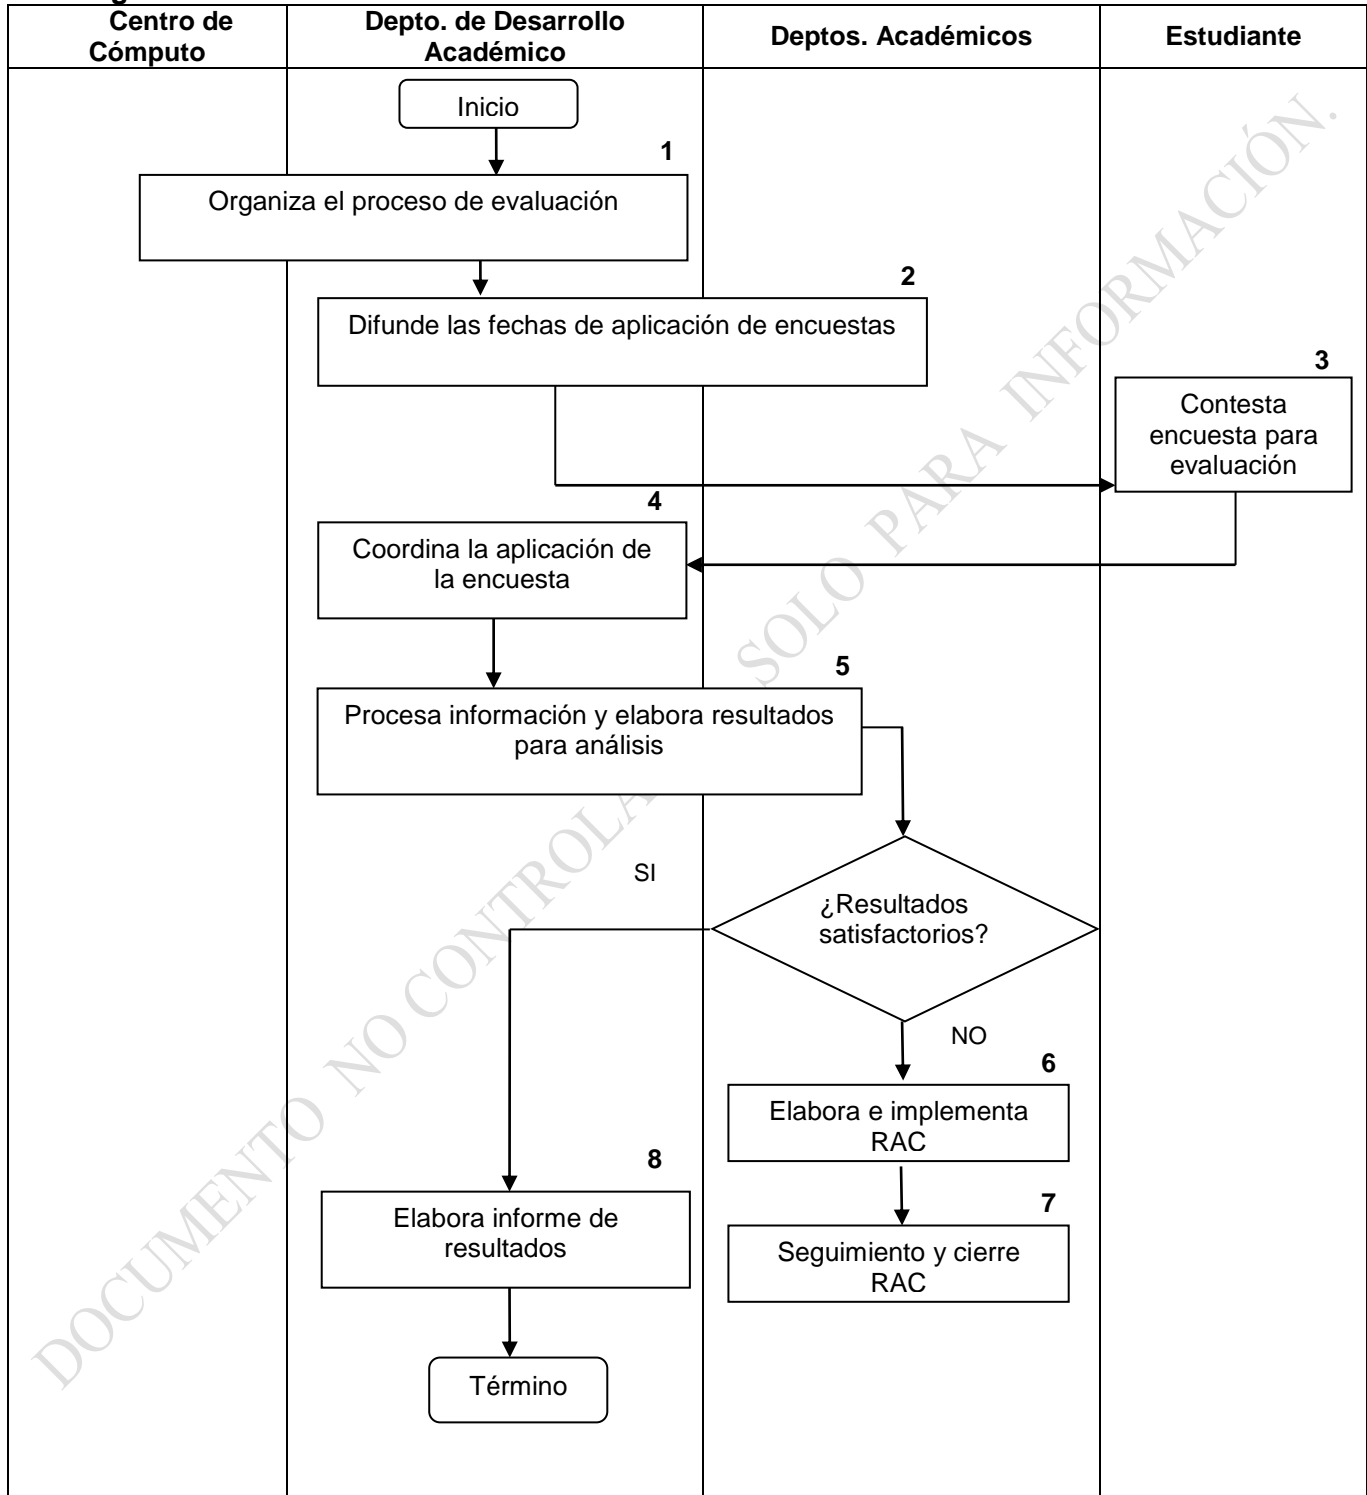 Centro de
Cómputo
Depto. de Desarrollo
Académico
Deptos. Académicos
Estudiante
Inicio
1
Organiza el proceso de evaluación
2
Difunde las fechas de aplicación de encuestas
3
Contesta
encuesta para
evaluación
4
Coordina la aplicación de
la encuesta
5
Procesa información y elabora resultados
para análisis
SI
¿Resultados
satisfactorios?
NO
6
Elabora e implementa
RAC
7
Seguimiento y cierre
RAC
8
Elabora informe de
resultados
Término
DOCUMENTO NO CONTROLA SOLO PARA INFORMACIÓN.